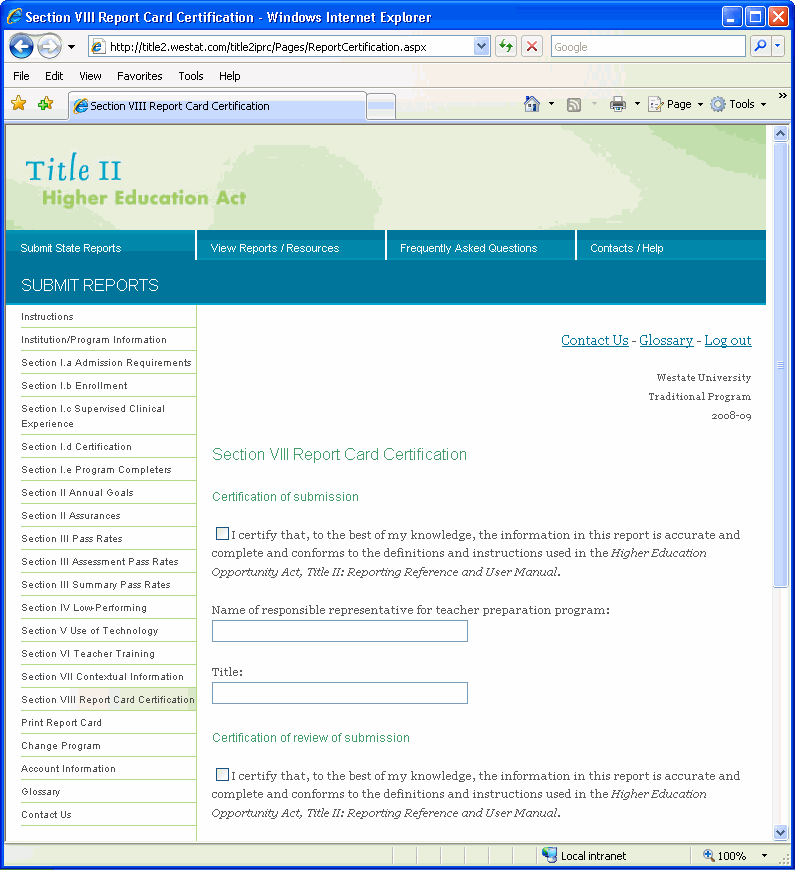 Section VIII Report Card Certification - Windows Internet Explorer
http://title2.westat.com/title2iprc/Pages/ReportCertification.aspx
Google
File Edit View Favorites Tools Help
Section VIII Report Card Certification
Page Tools
Title II
Higher Education Act
Submit State Reports
View Reports / Resources
Frequently Asked Questions
Contacts / Help
SUBMIT REPORTS
Instructions
Institution/Program Information
Section I.a Admission Requirements
Section I.b Enrollment
Section I.c Supervised Clinical
Experience
Section I.d Certification
Section I.e Program Completers
Section II Annual Goals
Section II Assurances
Section III Pass Rates
Section III Assessment Pass Rates
Section III Summary Pass Rates
Section IV Low-Performing
Section V Use of Technology
Section VI Teacher Training
Section VII Contextual Information
Section VIII Report Card Certification
Print Report Card
Change Program
Account Information
Glossary
Contact Us
Contact Us - Glossary - Log out
Westate University
Traditional Program
2008-09
Section VIII Report Card Certification
Certification of submission
I certify that, to the best of my knowledge, the information in this report is accurate and
complete and conforms to the definitions and instructions used in the Higher Education
Opportunity Act, Title II: Reporting Reference and User Manual.
Name of responsible representative for teacher preparation program:
Title:
Certification of review of submission
I certify that, to the best of my knowledge, the information in this report is accurate and
complete and conforms to the definitions and instructions used in the Higher Education
Opportunity Act, Title II: Reporting Reference and User Manual.
Local intranet
100%